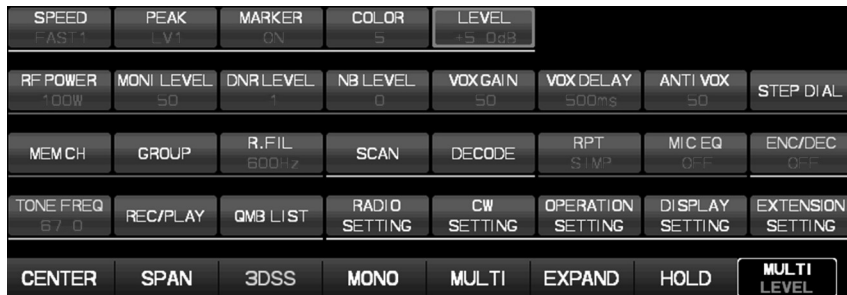 SPEED PEAK MARKER COLOR LEVEL
FAST1 LV1 ON 5 +5.0dB
RF POWER MONI LEVEL DNR LEVEL NB LEVEL VOX GAIN VOX DELAY ANTI VOX STEP DIAL
100W 50 1 0 50 500ms 50
MEM CH GROUP R.FIL SCAN DECODE RPT MIC EQ ENC/DEC
600Hz SIMP OFF OFF
TONE FREQ REC/PLAY QMB LIST RADIO CW OPERATION DISPLAY EXTENSION
67.0 SETTING SETTING SETTING SETTING SETTING
CENTER SPAN 3DSS MONO MULTI EXPAND HOLD MULTI
LEVEL